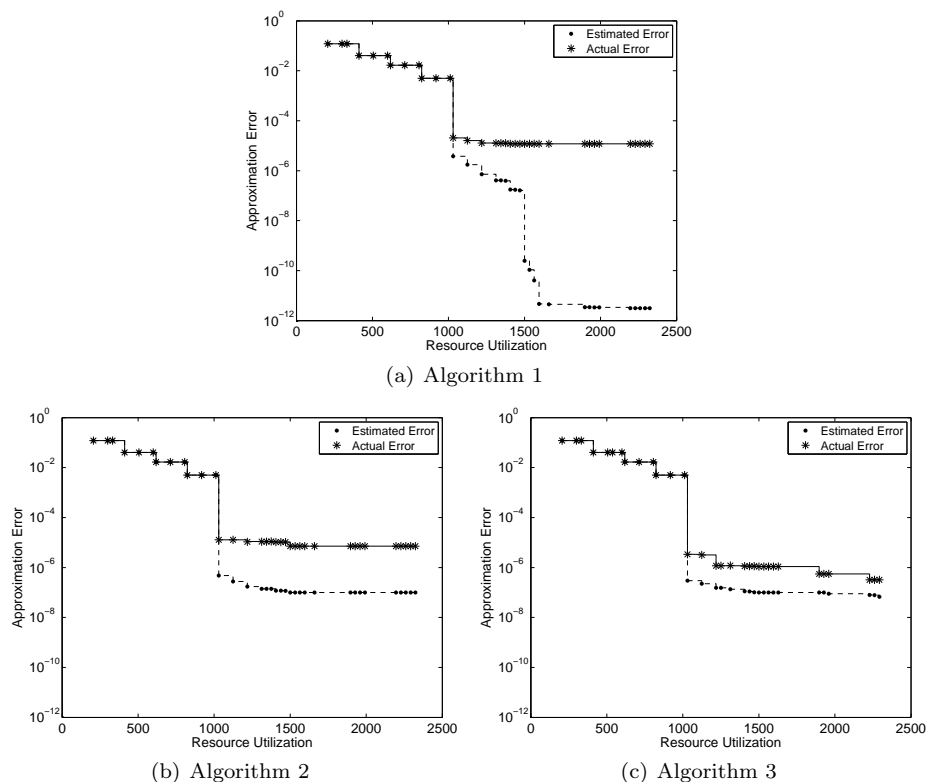 10^0
10^-2
10^-4
10^-6
10^-8
10^-10
10^-12
Approximation Error
Estimated Error
Actual Error
0 500 1000 1500 2000 2500
Resource Utilization
(a) Algorithm 1
10^0
10^-2
10^-4
10^-6
10^-8
10^-10
10^-12
Approximation Error
Estimated Error
Actual Error
0 500 1000 1500 2000 2500
Resource Utilization
(b) Algorithm 2
10^0
10^-2
10^-4
10^-6
10^-8
10^-10
10^-12
Approximation Error
Estimated Error
Actual Error
0 500 1000 1500 2000 2500
Resource Utilization
(c) Algorithm 3